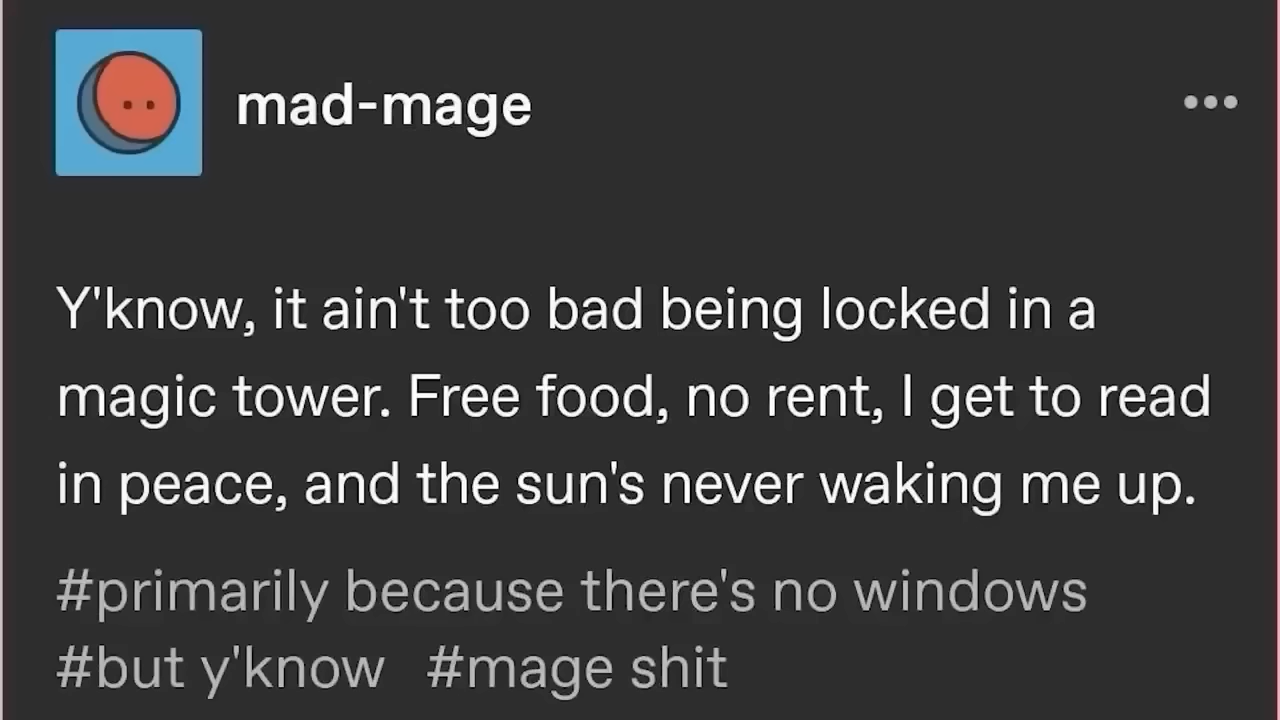 mad-mage
Y'know, it ain't too bad being locked in a
magic tower. Free food, no rent, I get to read
in peace, and the sun's never waking me up.
#primarily because there's no windows
#but y'know #mage shit